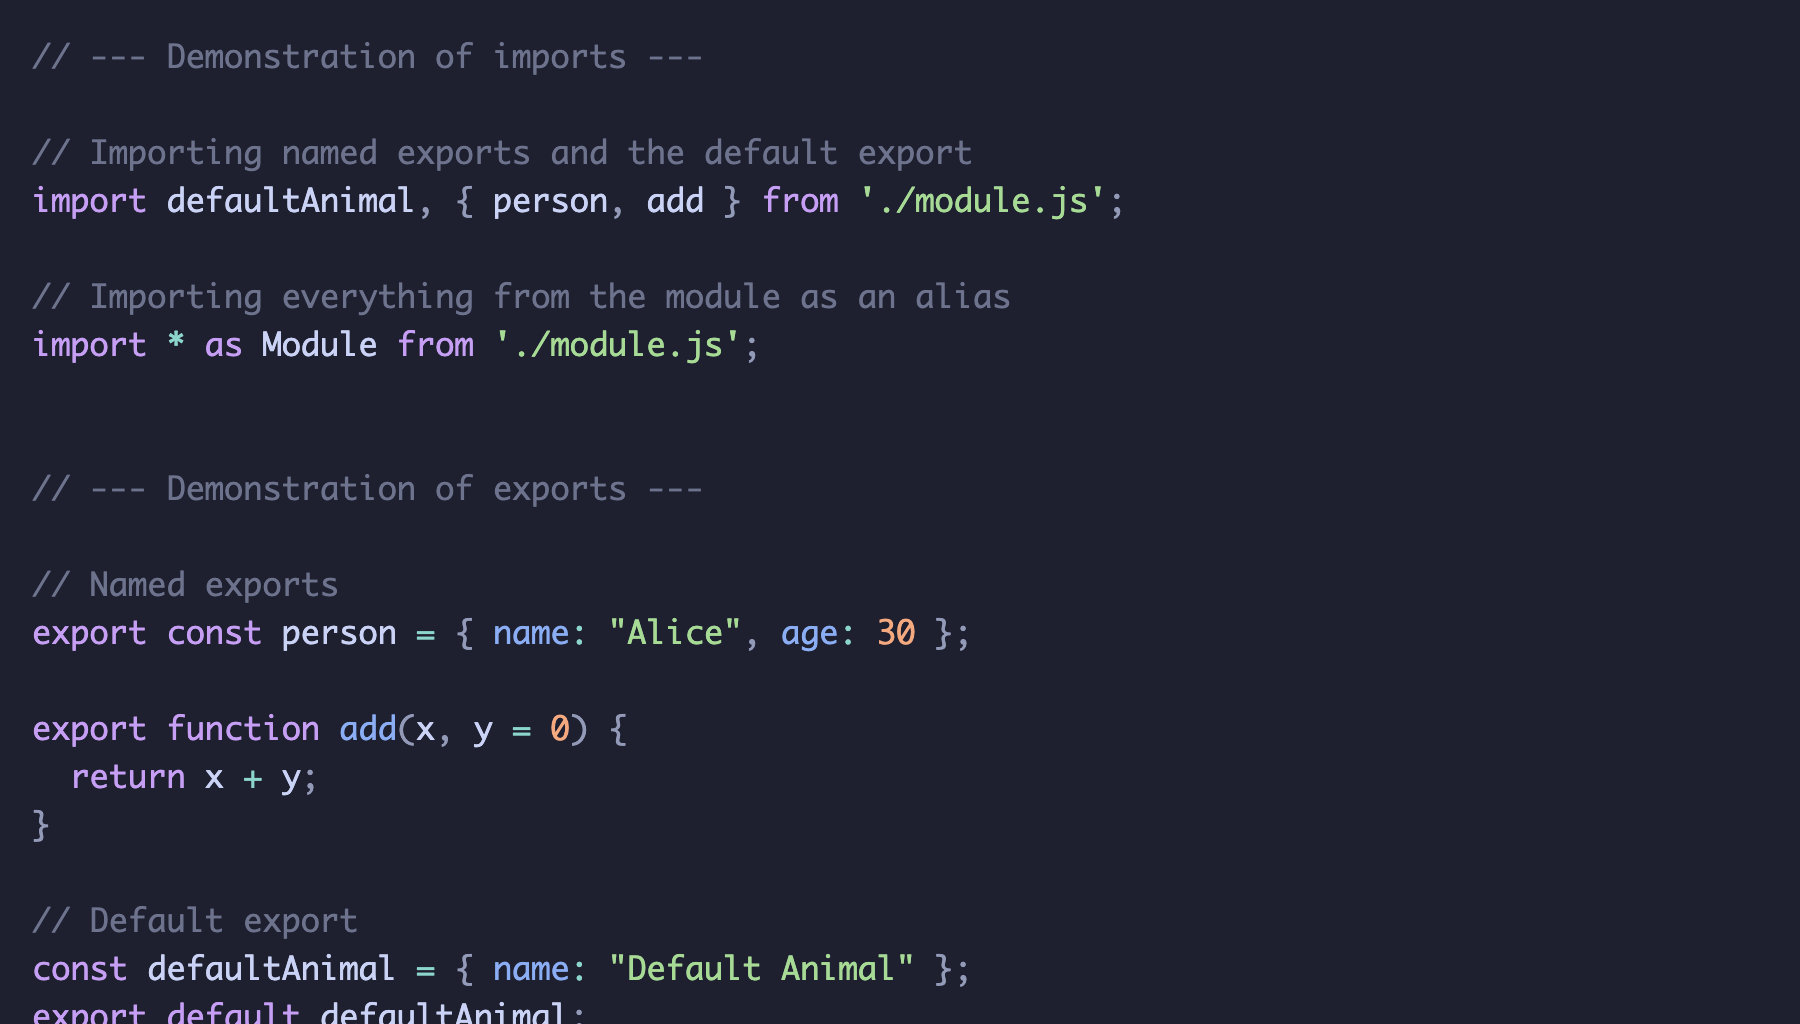 // --- Demonstration of imports ---
// Importing named exports and the default export
import defaultAnimal, { person, add } from './module.js';
// Importing everything from the module as an alias
import * as Module from './module.js';
// --- Demonstration of exports ---
// Named exports
export const person = { name: "Alice", age: 30 };
export function add(x, y = 0) {
  return x + y;
}
// Default export
const defaultAnimal = { name: "Default Animal" };
export default defaultAnimal;